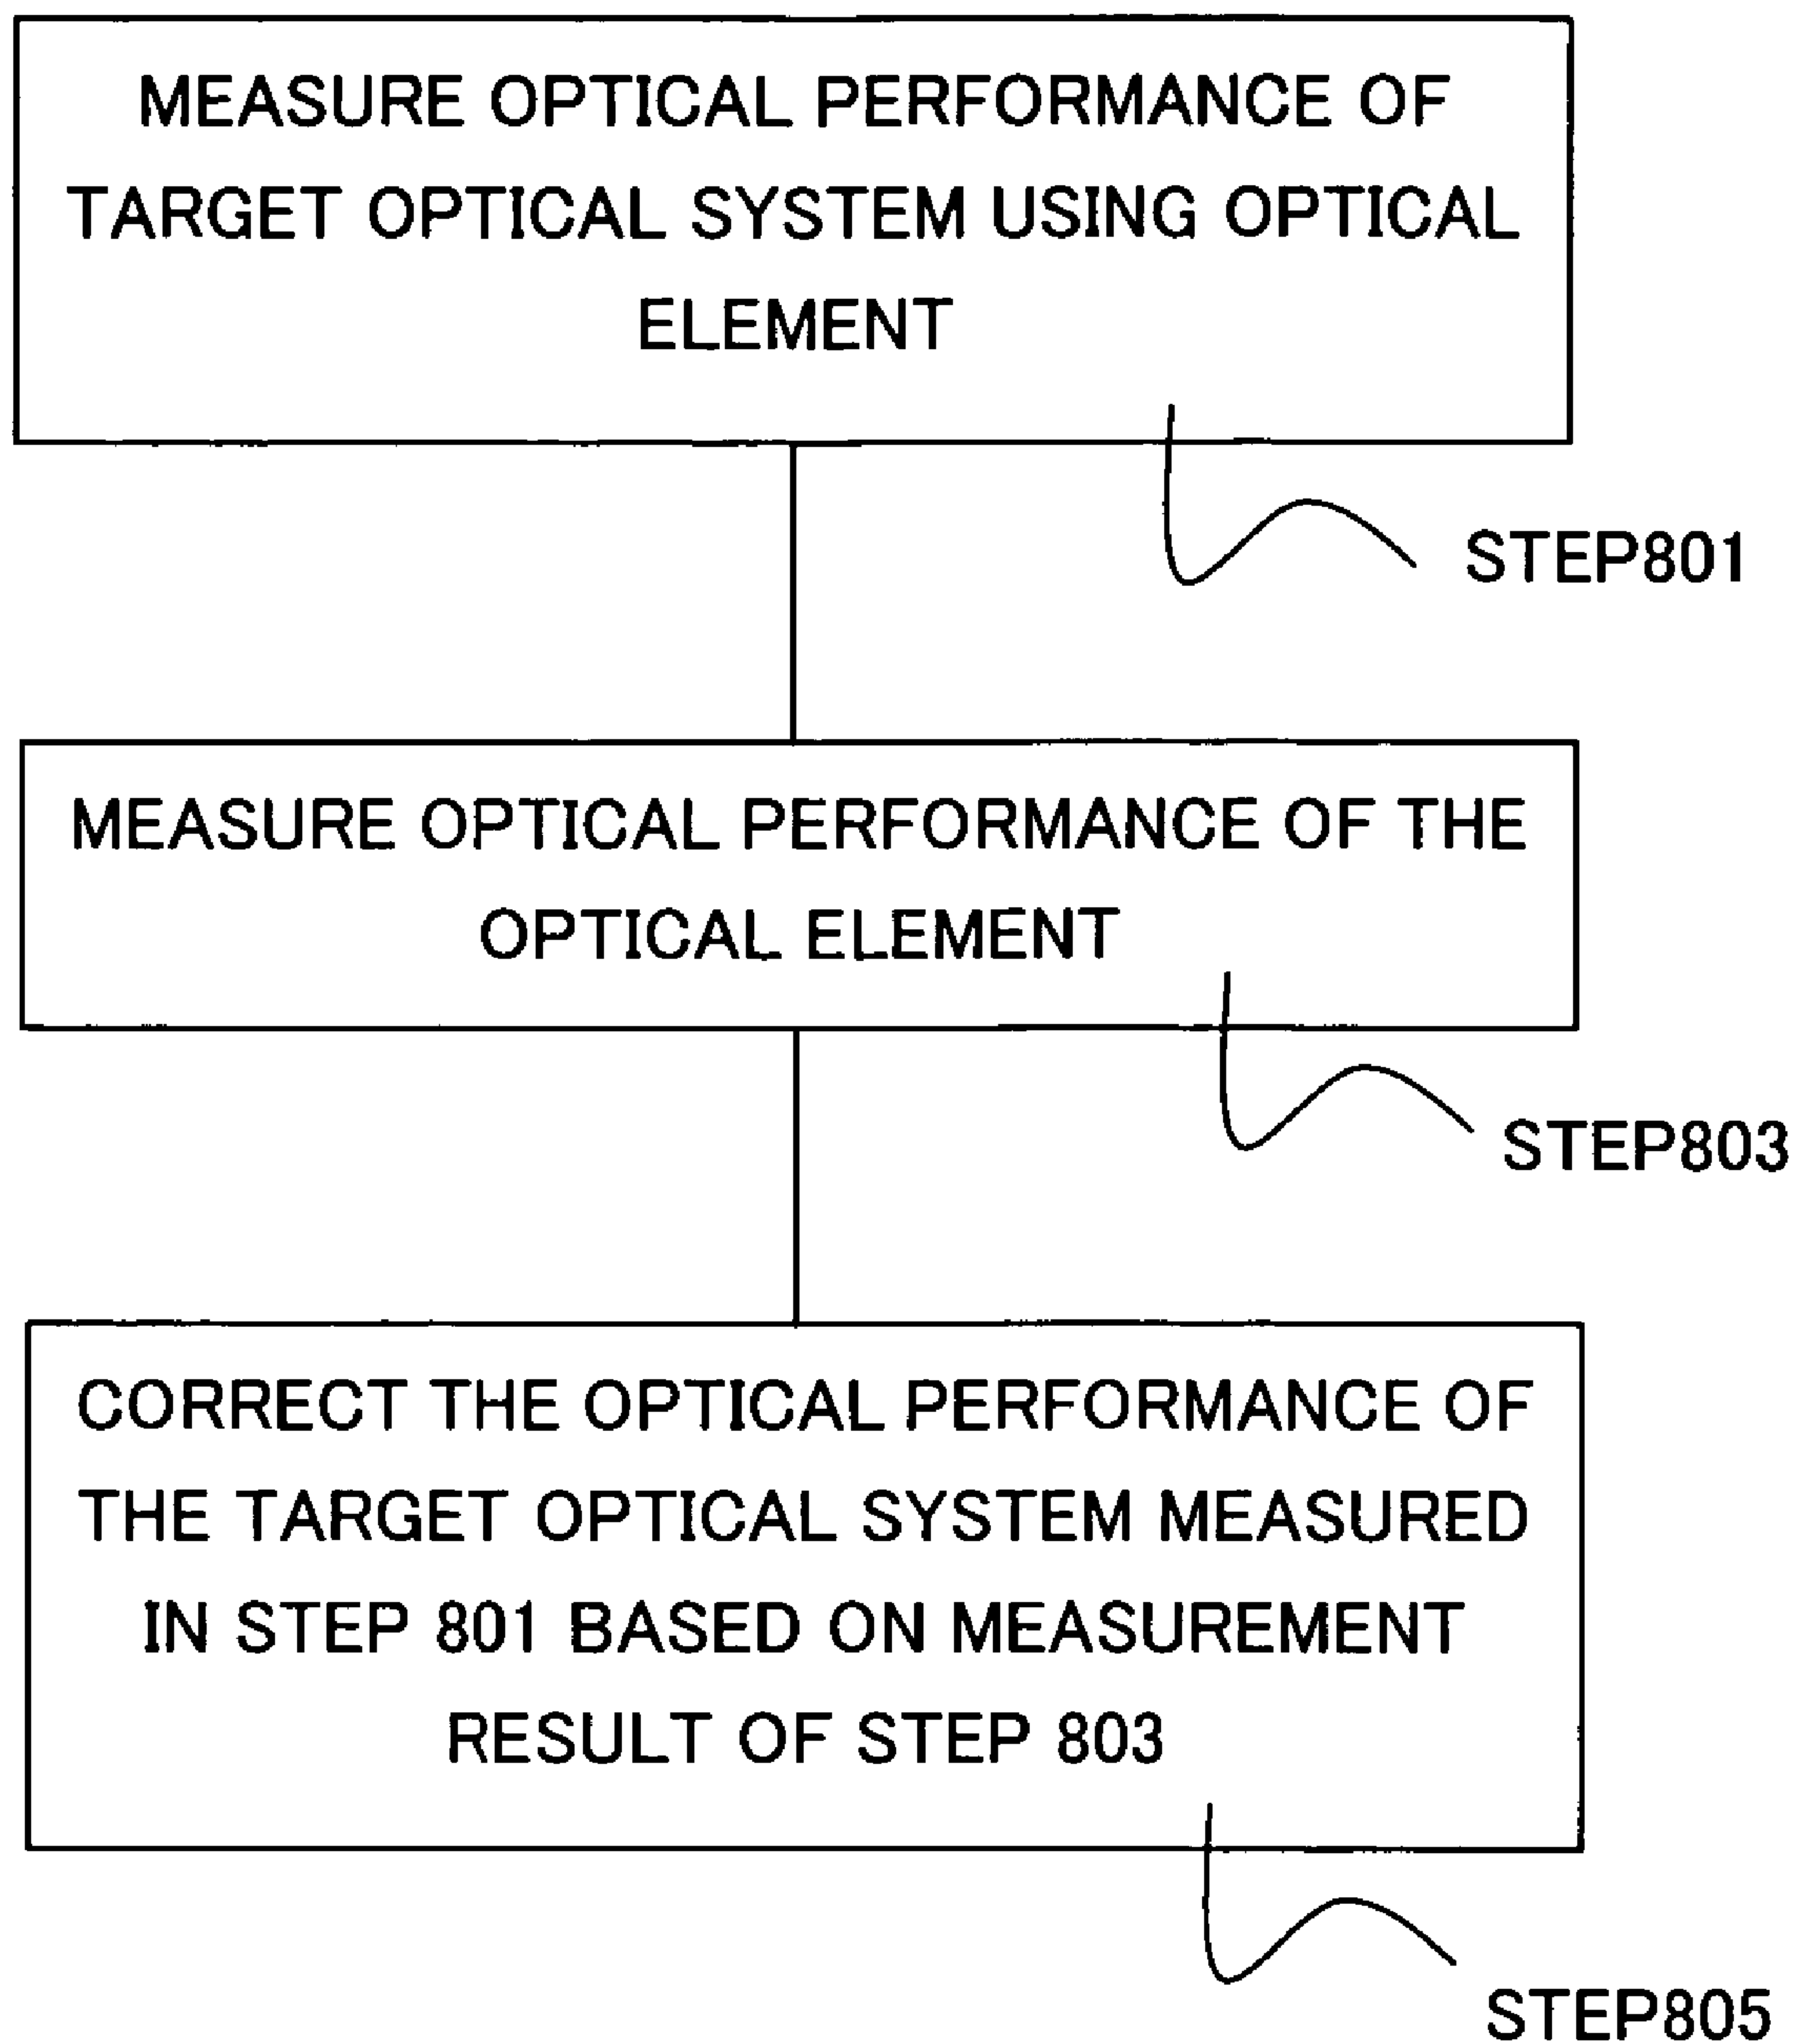 MEASURE OPTICAL PERFORMANCE OF
TARGET OPTICAL SYSTEM USING OPTICAL
ELEMENT
STEP801
MEASURE OPTICAL PERFORMANCE OF THE
OPTICAL ELEMENT
STEP803
CORRECT THE OPTICAL PERFORMANCE OF
THE TARGET OPTICAL SYSTEM MEASURED
IN STEP 801 BASED ON MEASUREMENT
RESULT OF STEP 803
STEP805